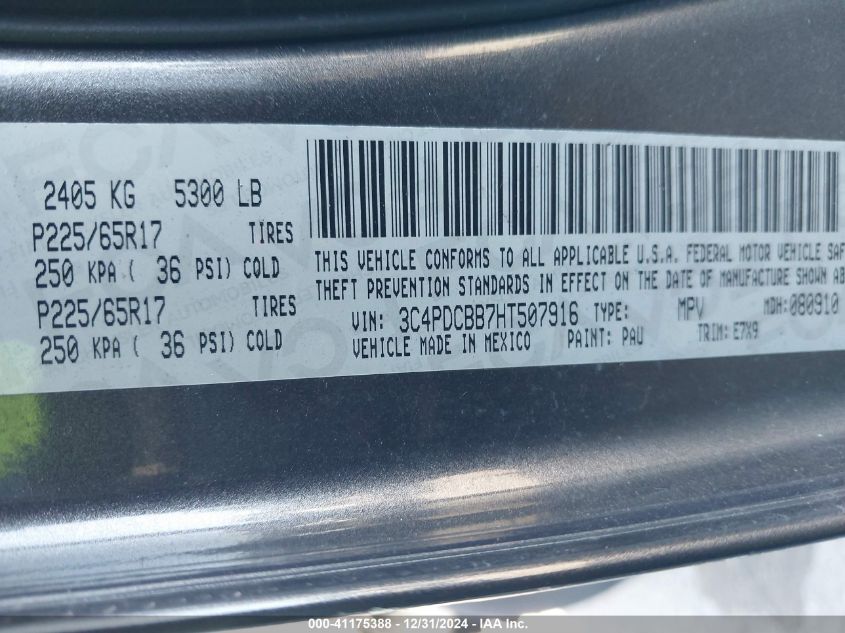 2405 KG 5300 LB
P225/65R17 TIRES
250 KPA ( 36 PSI) COLD
P225/65R17 TIRES
250 KPA ( 36 PSI) COLD
THIS VEHICLE CONFORMS TO ALL APPLICABLE U.S.A. FEDERAL MOTOR VEHICLE SAF
THEFT PREVENTION STANDARDS IN EFFECT ON THE DATE OF MANUFACTURE SHOWN AB
VIN: 3C4PDCBB7HT507916 TYPE: MPV MDH: 080910
VEHICLE MADE IN MEXICO PAINT: PAU TRIM: E7X9
000-41175388 - 12/31/2024 - IAA Inc.